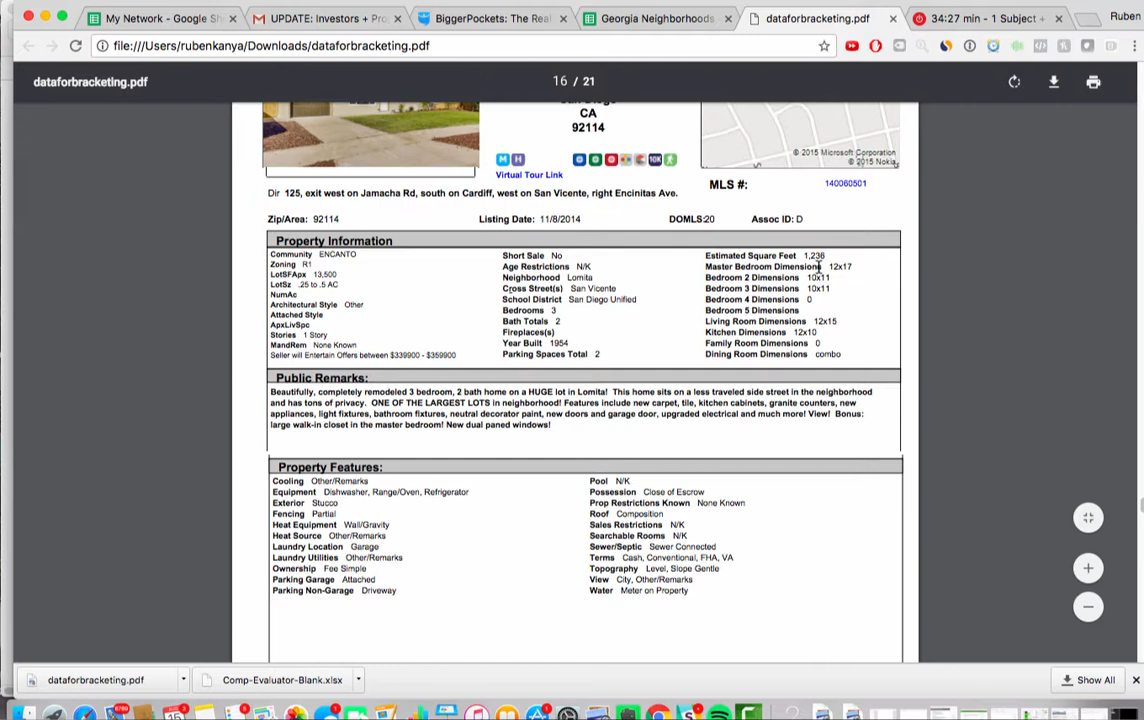 My Network - Google Sh
UPDATE: Investors + Pro
BiggerPockets: The Real
Georgia Neighborhoods
dataforbracketing.pdf
34:27 min - 1 Subject +
Ruben
file:///Users/rubenkanya/Downloads/dataforbracketing.pdf
dataforbracketing.pdf
16 / 21
CA
92114
© 2015 Microsoft Corporation
© 2015 Nokia
Virtual Tour Link
MLS #: 140060501
Dir 125, exit west on Jamacha Rd, south on Cardiff, west on San Vicente, right Encinitas Ave.
Zip/Area: 92114 Listing Date: 11/8/2014 DOMLS:20 Assoc ID: D
Property Information
Community ENCANTO
Zoning R1
LotSFApx 13,500
LotSz .25 to .5 AC
NumAc
Architectural Style Other
Attached Style
ApxLivSpc
Stories 1 Story
MandRem None Known
Seller will Entertain Offers between $339900 - $359900
Short Sale No
Age Restrictions N/K
Neighborhood Lomita
Cross Street(s) San Vicente
School District San Diego Unified
Bedrooms 3
Bath Totals 2
Fireplaces(s)
Year Built 1954
Parking Spaces Total 2
Estimated Square Feet 1,236
Master Bedroom Dimensions 12x17
Bedroom 2 Dimensions 10x11
Bedroom 3 Dimensions 10x11
Bedroom 4 Dimensions 0
Bedroom 5 Dimensions
Living Room Dimensions 12x15
Kitchen Dimensions 12x10
Family Room Dimensions 0
Dining Room Dimensions combo
Public Remarks:
Beautifully, completely remodeled 3 bedroom, 2 bath home on a HUGE lot in Lomita! This home sits on a less traveled side street in the neighborhood
and has tons of privacy. ONE OF THE LARGEST LOTS in neighborhood! Features include new carpet, tile, kitchen cabinets, granite counters, new
appliances, light fixtures, bathroom fixtures, neutral decorator paint, new doors and garage door, upgraded electrical and much more! View! Bonus:
large walk-in closet in the master bedroom! New dual paned windows!
Property Features:
Cooling Other/Remarks
Equipment Dishwasher, Range/Oven, Refrigerator
Exterior Stucco
Fencing Partial
Heat Equipment Wall/Gravity
Heat Source Other/Remarks
Laundry Location Garage
Laundry Utilities Other/Remarks
Ownership Fee Simple
Parking Garage Attached
Parking Non-Garage Driveway
Pool N/K
Possession Close of Escrow
Prop Restrictions Known None Known
Roof Composition
Sales Restrictions N/K
Searchable Rooms N/K
Sewer/Septic Sewer Connected
Terms Cash, Conventional, FHA, VA
Topography Level, Slope Gentle
View City, Other/Remarks
Water Meter on Property
dataforbracketing.pdf
Comp-Evaluator-Blank.xlsx
Show All